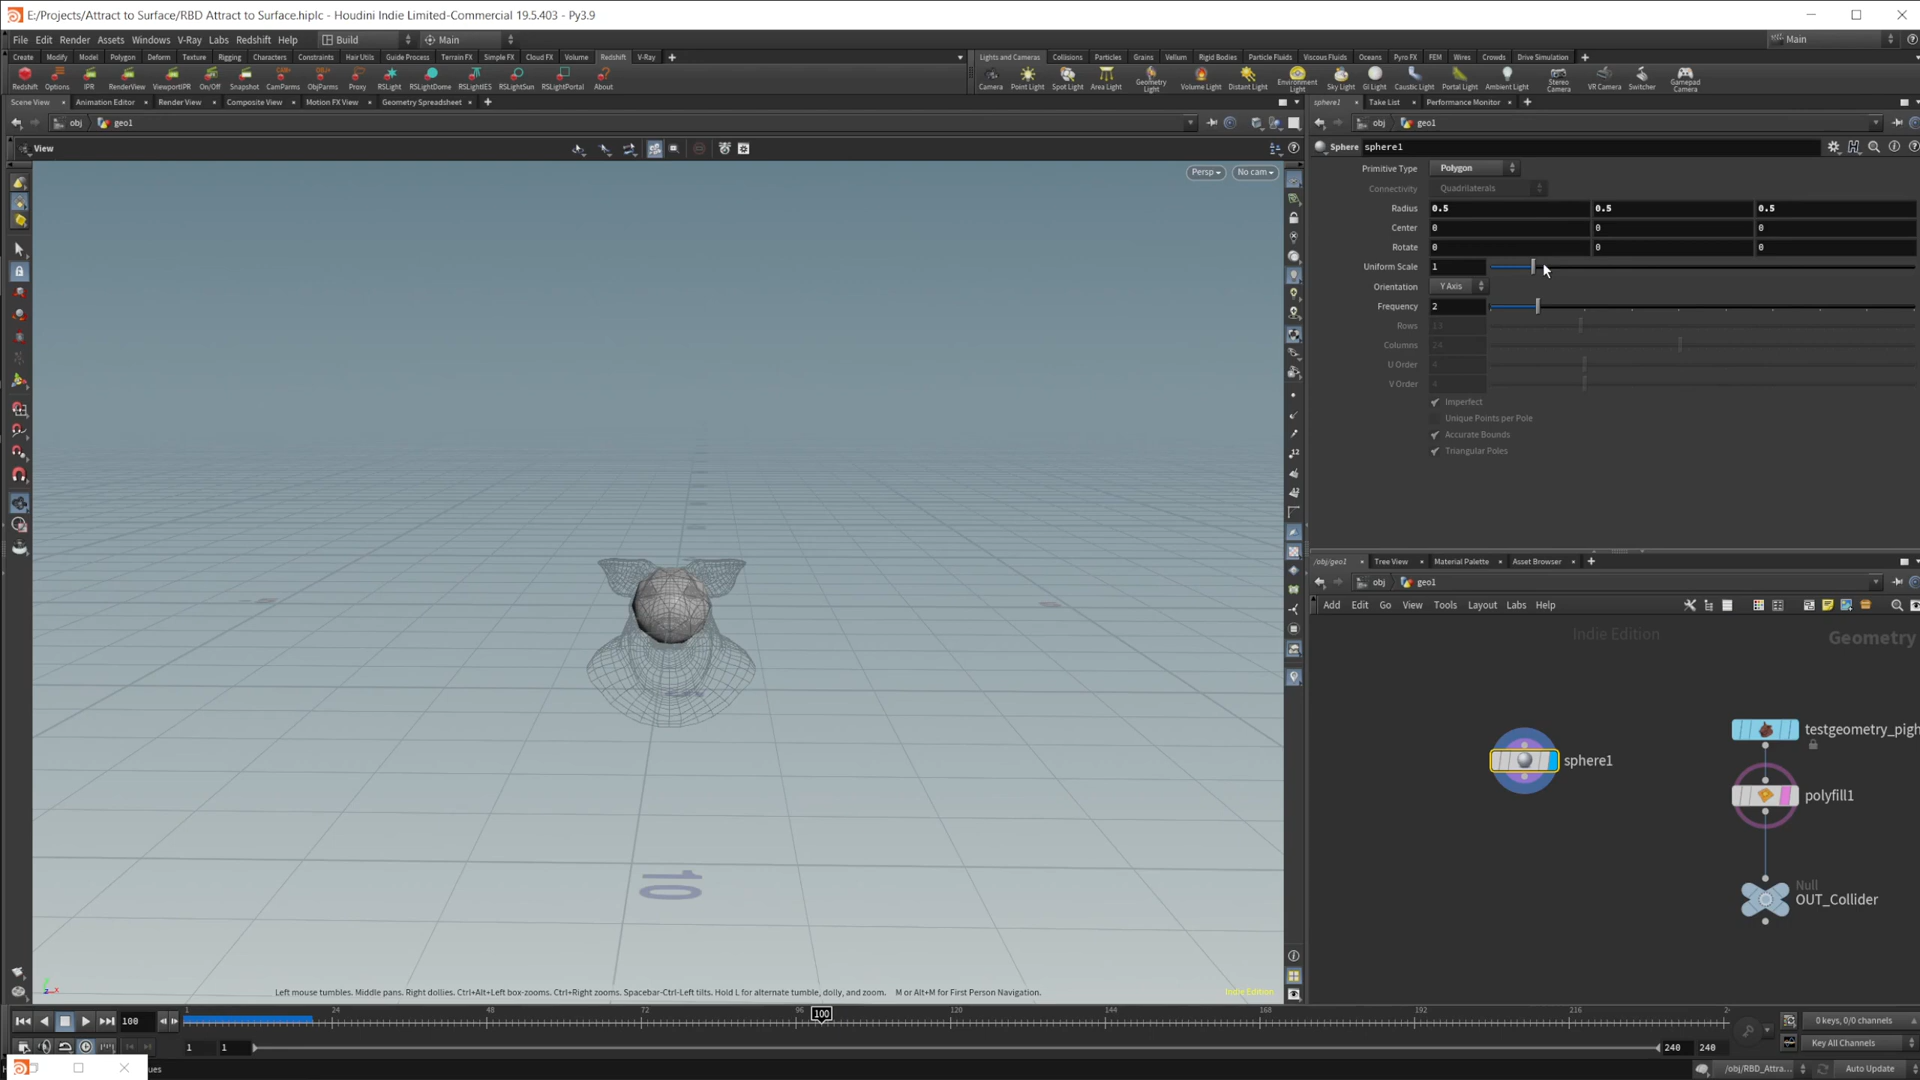 E:/Projects/Attract to Surface/RBD Attract to Surface.hiplc - Houdini Indie Limited-Commercial 19.5.403 - Py3.9
File Edit Render Assets Windows V-Ray Labs Redshift Help Build Main Main
Create Modify Model Polygon Deform Texture Rigging Characters Constraints Hair Utils Guide Process Terrain FX Simple FX Cloud FX Volume Redshift V-Ray
Lights and Cameras Collisions Particles Grains Vellum Rigid Bodies Particle Fluids Viscous Fluids Oceans Pyro FX FEM Wires Crowds Drive Simulation
Redshift Options IPR RenderView ViewportIPR On/Off Snapshot CamParms ObjParms Proxy RSLight RSLightDome RSLightIES RSLightSun RSLightPortal About
Camera Point Light Spot Light Area Light Geometry Light Volume Light Distant Light Environment Light Sky Light GI Light Caustic Light Portal Light Ambient Light Stereo Camera VR Camera Switcher Gamepad Camera
Scene View Animation Editor Render View Composite View Motion FX View Geometry Spreadsheet
sphere1 Take List Performance Monitor
obj geo1
obj geo1
View
Persp No cam
Sphere sphere1
Primitive Type Polygon
Connectivity Quadrilaterals
Radius 0.5 0.5 0.5
Center 0 0 0
Rotate 0 0 0
Uniform Scale 1
Orientation Y Axis
Frequency 2
Rows 13
Columns 24
U Order 4
V Order 4
Imperfect
Unique Points per Pole
Accurate Bounds
Triangular Poles
/obj/geo1 Tree View Material Palette Asset Browser
obj geo1
Add Edit Go View Tools Layout Labs Help
Indie Edition Geometry
testgeometry_pigh
sphere1
polyfill1
Null
OUT_Collider
10
Left mouse tumbles. Middle pans. Right dollies. Ctrl+Alt+Left box-zooms. Ctrl+Right zooms. Spacebar-Ctrl-Left tilts. Hold L for alternate tumble, dolly, and zoom. M or Alt+M for First Person Navigation.
Indie Edition
100 1 24 48 72 96 100 120 144 168 192 216 2
0 keys, 0/0 channels
1 1 240 240 Key All Channels
ues /obj/RBD_Attra... Auto Update